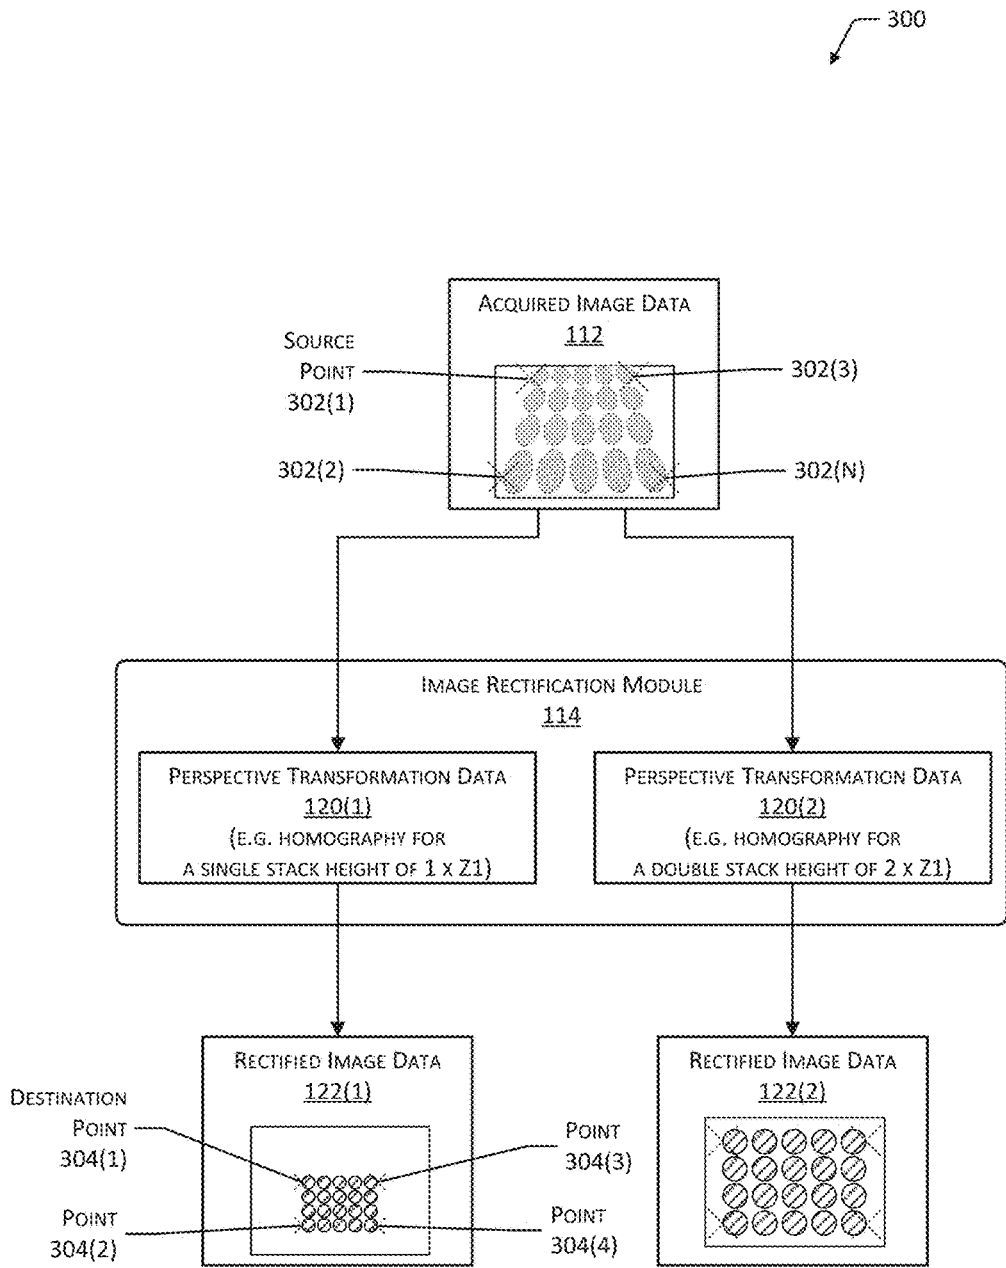 300
ACQUIRED IMAGE DATA
112
SOURCE
POINT
302(1)
302(3)
302(2)
302(N)
IMAGE RECTIFICATION MODULE
114
PERSPECTIVE TRANSFORMATION DATA
120(1)
(E.G. HOMOGRAPHY FOR
A SINGLE STACK HEIGHT OF 1 X Z1)
PERSPECTIVE TRANSFORMATION DATA
120(2)
(E.G. HOMOGRAPHY FOR
A DOUBLE STACK HEIGHT OF 2 X Z1)
RECTIFIED IMAGE DATA
122(1)
DESTINATION
POINT
304(1)
POINT
304(3)
POINT
304(2)
POINT
304(4)
RECTIFIED IMAGE DATA
122(2)